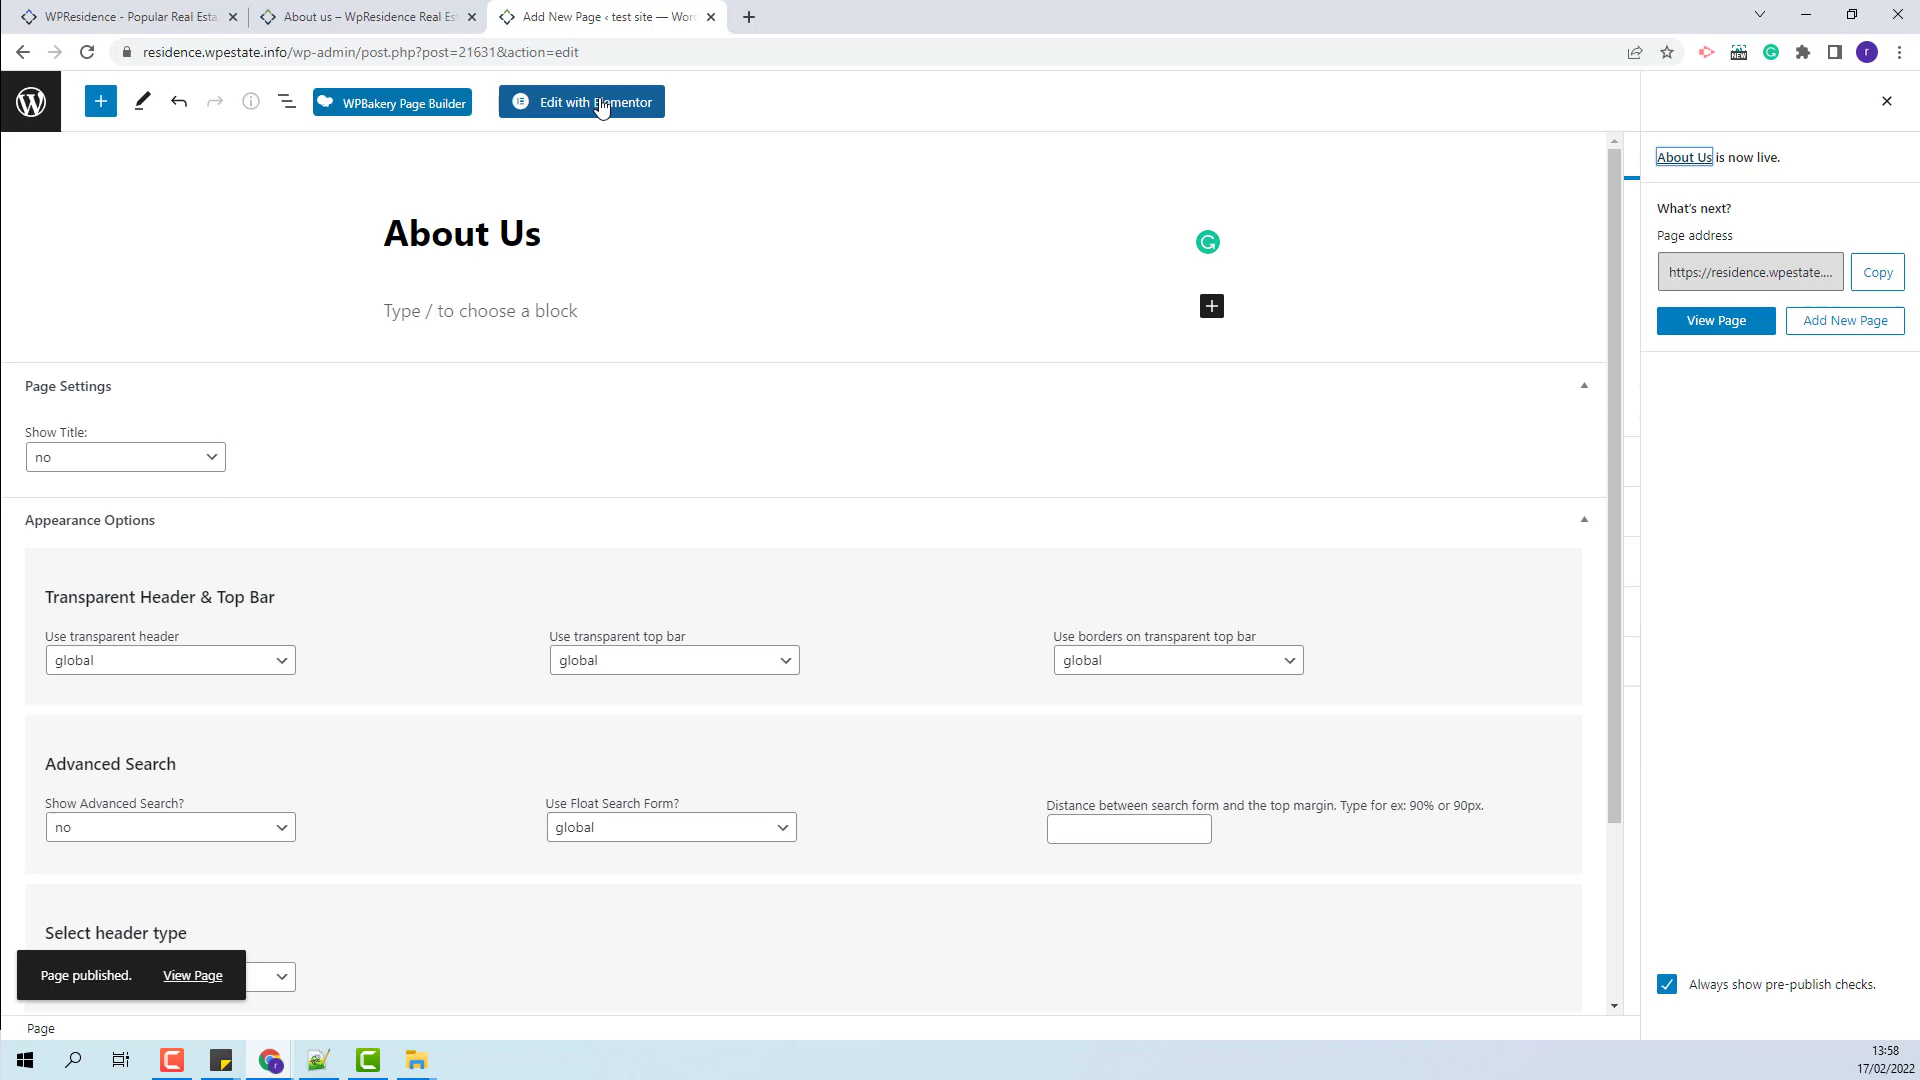 WPResidence - Popular Real Esta
About us – WpResidence Real Est
Add New Page ‹ test site — Word
residence.wpestate.info/wp-admin/post.php?post=21631&action=edit
NEW
r
WPBakery Page Builder
Edit with Elementor
About Us is now live.
About Us
What's next?
Page address
https://residence.wpestate....
Copy
Type / to choose a block
View Page
Add New Page
Page Settings
Show Title:
no
Appearance Options
Transparent Header & Top Bar
Use transparent header
Use transparent top bar
Use borders on transparent top bar
global
global
global
Advanced Search
Show Advanced Search?
Use Float Search Form?
Distance between search form and the top margin. Type for ex: 90% or 90px.
no
global
Select header type
Page published.
View Page
Always show pre-publish checks.
Page
13:58
17/02/2022